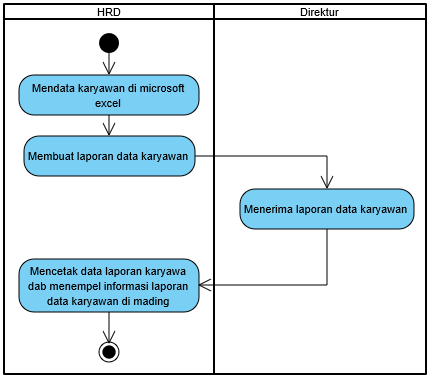 HRD
Direktur
Mendata karyawan di microsoft
excel
Membuat laporan data karyawan
Menerima laporan data karyawan
Mencetak data laporan karyawa
dab menempel informasi laporan
data karyawan di mading